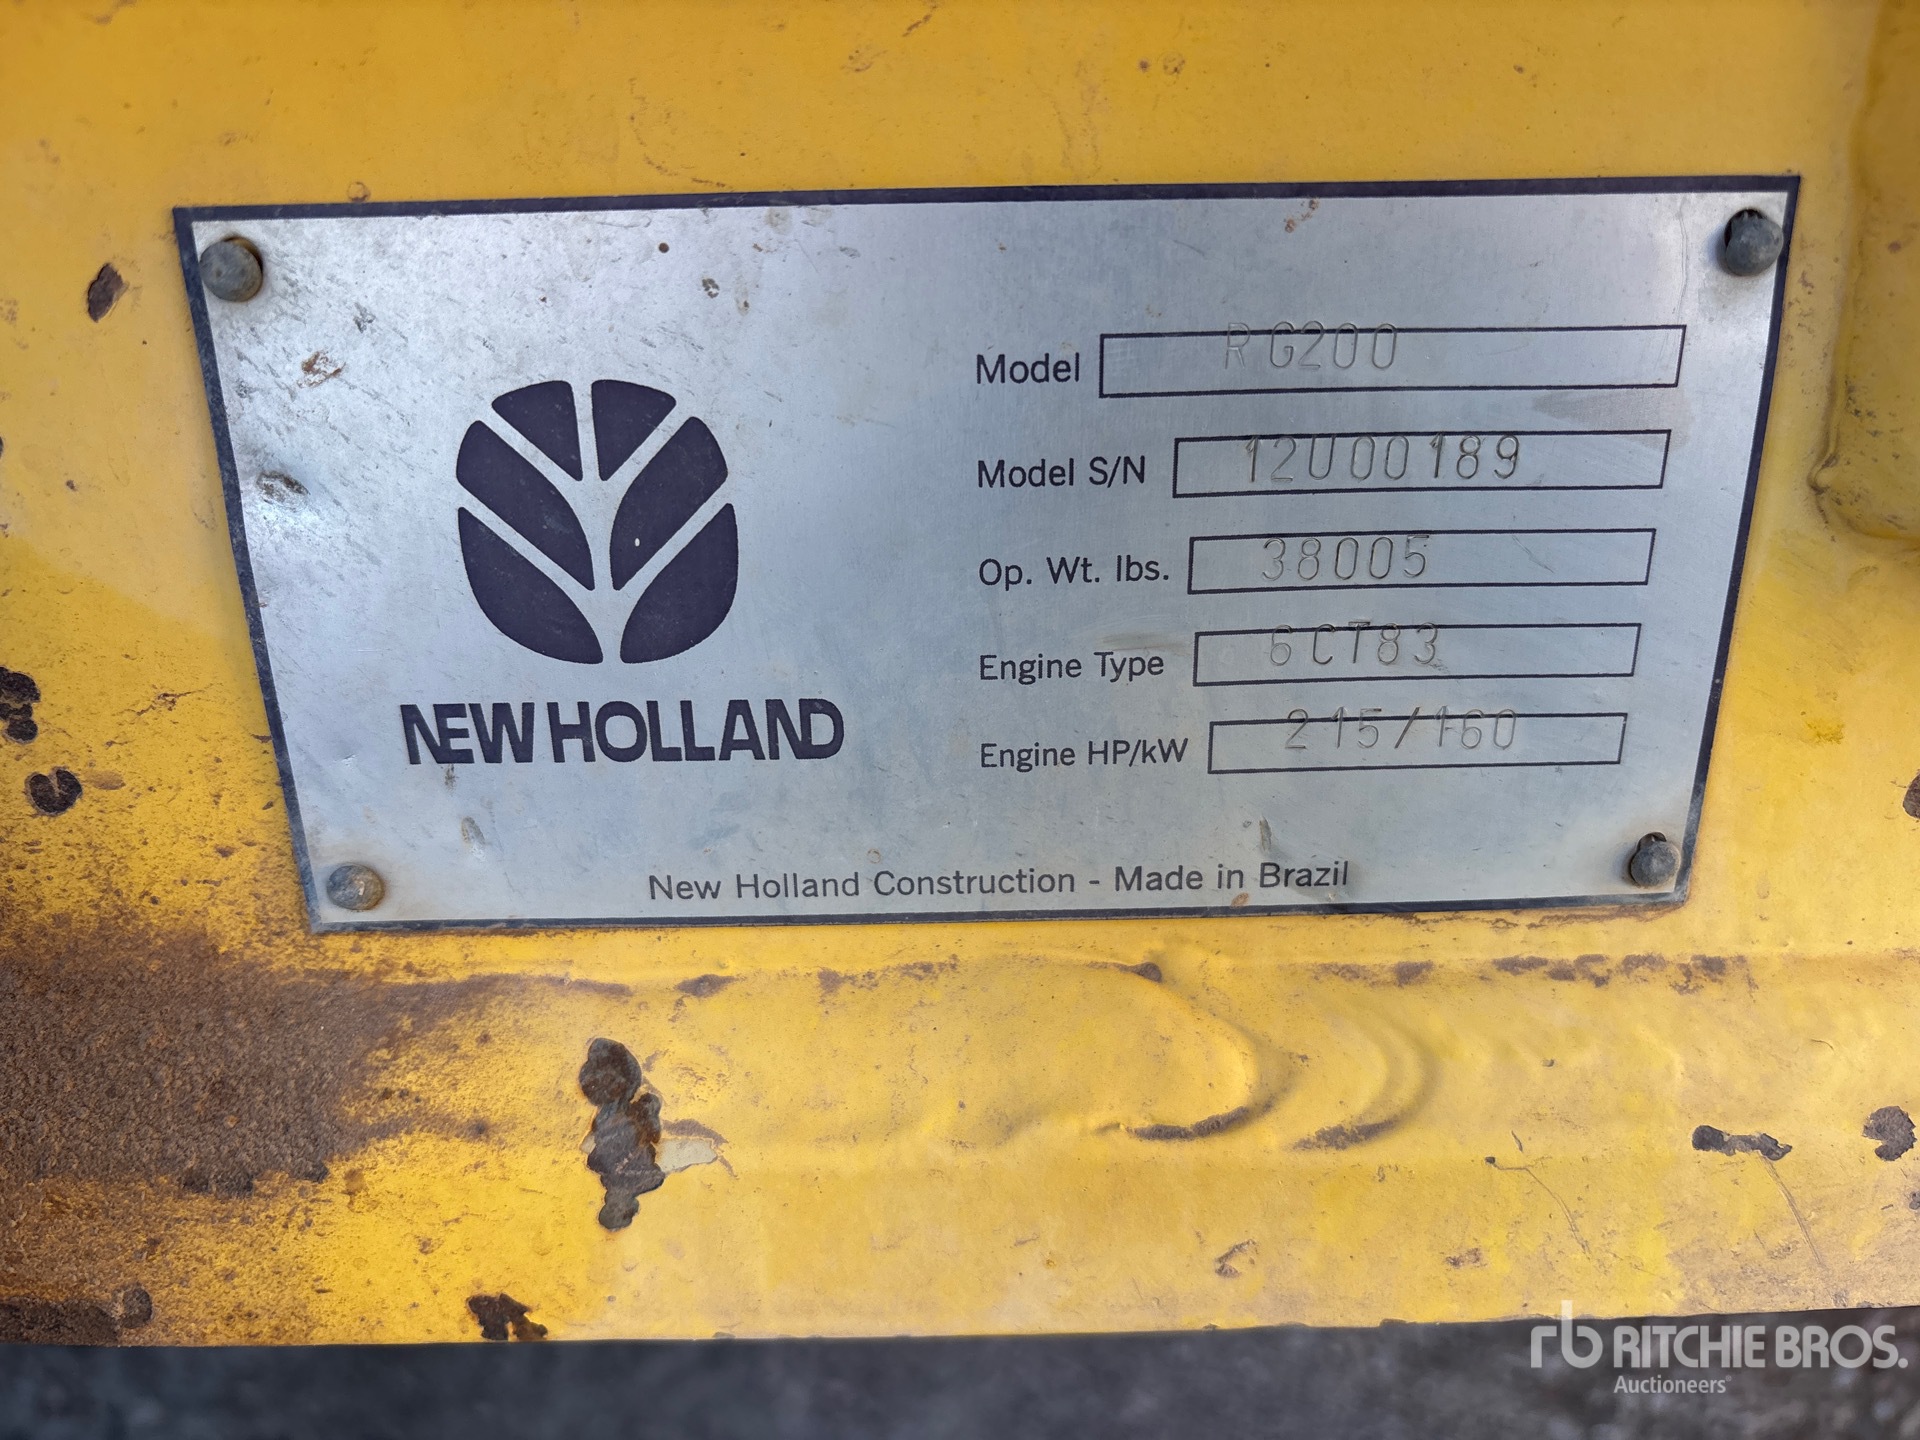 Model RG200
Model S/N 12U00189
Op. Wt. lbs. 38005
Engine Type 6CT83
Engine HP/kW 215/160
NEW HOLLAND
New Holland Construction - Made in Brazil
rb RITCHIE BROS.
Auctioneers